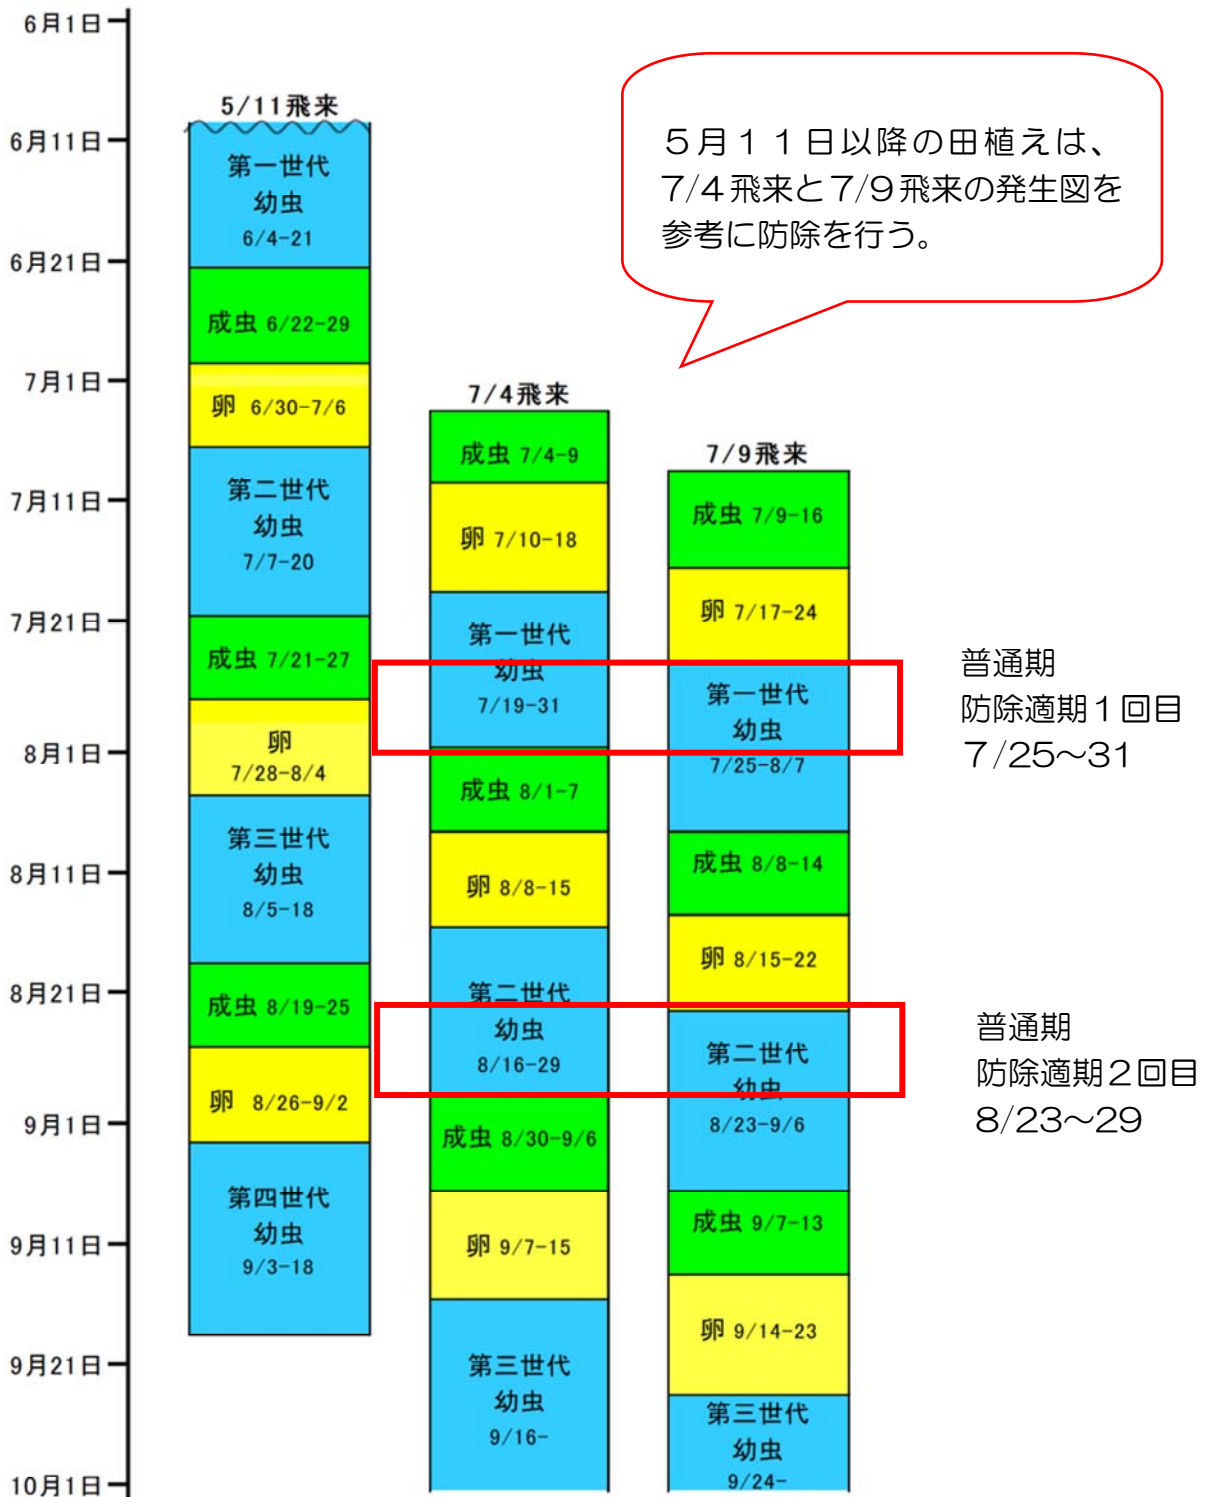 6月1日
6月11日
6月21日
7月1日
7月11日
7月21日
8月1日
8月11日
8月21日
9月1日
9月11日
9月21日
10月1日
5/11飛来
第一世代
幼虫
6/4-21
成虫 6/22-29
卵 6/30-7/6
第二世代
幼虫
7/7-20
成虫 7/21-27
卵
7/28-8/4
第三世代
幼虫
8/5-18
成虫 8/19-25
卵 8/26-9/2
第四世代
幼虫
9/3-18
7/4飛来
成虫 7/4-9
卵 7/10-18
第一世代
幼虫
7/19-31
成虫 8/1-7
卵 8/8-15
第二世代
幼虫
8/16-29
成虫 8/30-9/6
卵 9/7-15
第三世代
幼虫
9/16-
7/9飛来
成虫 7/9-16
卵 7/17-24
第一世代
幼虫
7/25-8/7
成虫 8/8-14
卵 8/15-22
第二世代
幼虫
8/23-9/6
成虫 9/7-13
卵 9/14-23
第三世代
幼虫
9/24-
5月11日以降の田植えは、
7/4飛来と7/9飛来の発生図を
参考に防除を行う。
普通期
防除適期1回目
7/25～31
普通期
防除適期2回目
8/23～29